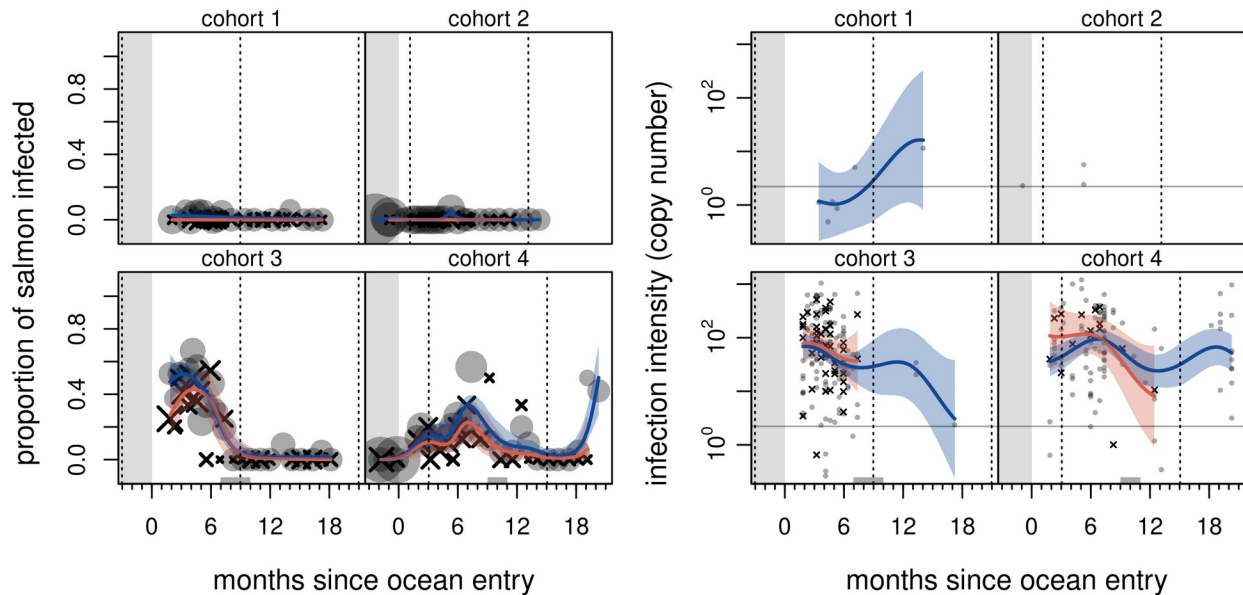 cohort 1 cohort 2
proportion of salmon infected
0.0 0.4 0.8
cohort 3 cohort 4
0.0 0.4 0.8
0 6 12 18 0 6 12 18
months since ocean entry
cohort 1 cohort 2
infection intensity (copy number)
10⁰ 10²
cohort 3 cohort 4
10⁰ 10²
0 6 12 18 0 6 12 18
months since ocean entry